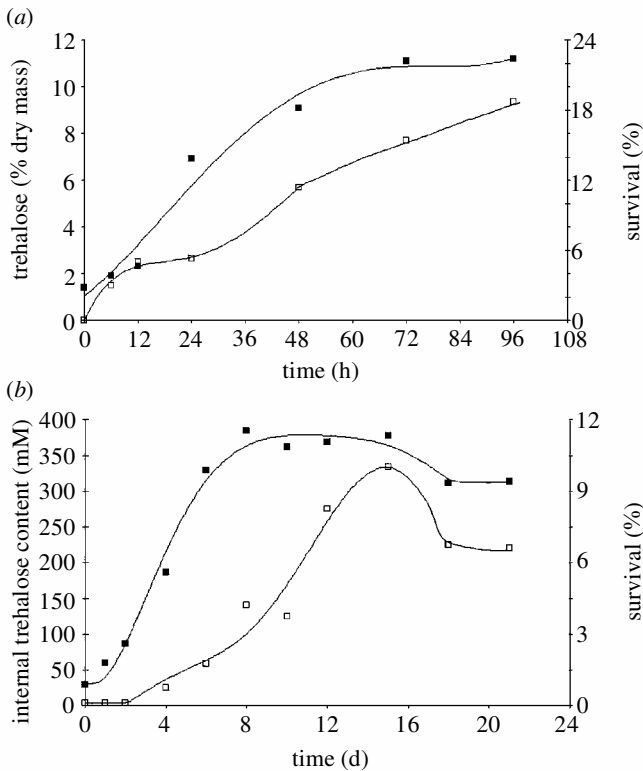 (a)
12
10
8
6
4
2
0
trehalose (% dry mass)
24
18
12
6
0
survival (%)
0 12 24 36 48 60 72 84 96 108
time (h)
(b)
400
350
300
250
200
150
100
50
0
internal trehalose content (mM)
12
9
6
3
0
survival (%)
0 4 8 12 16 20 24
time (d)